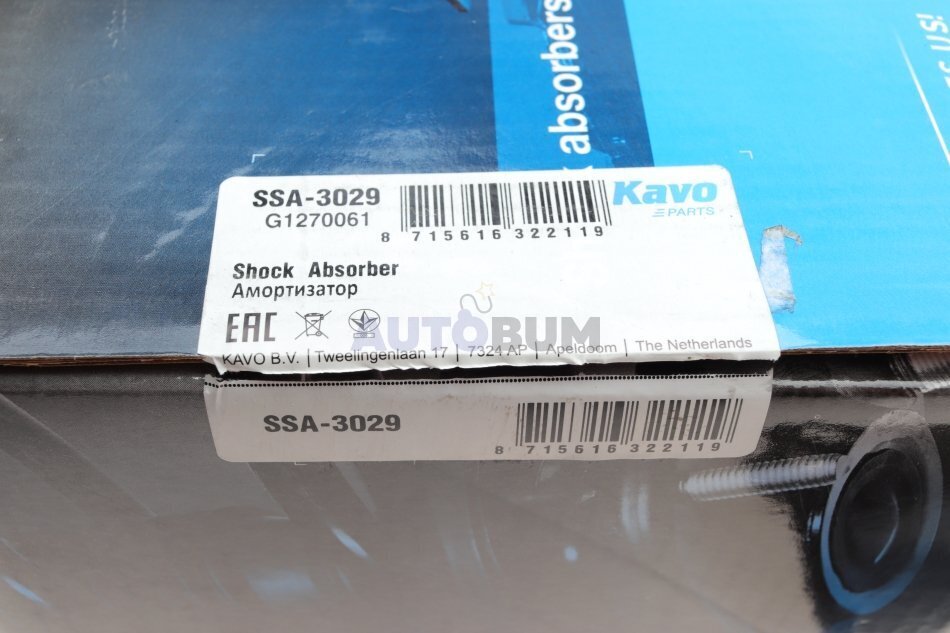 absorbers
SSA-3029
G1270061
8 715616 322119
Kavo
PARTS
Shock Absorber
Амортизатор
EAC
AUTOBUM
KAVO B.V. | Tweelingenlaan 17 | 7324 AP | Apeldoorn | The Netherlands
SSA-3029
8 715616 322119